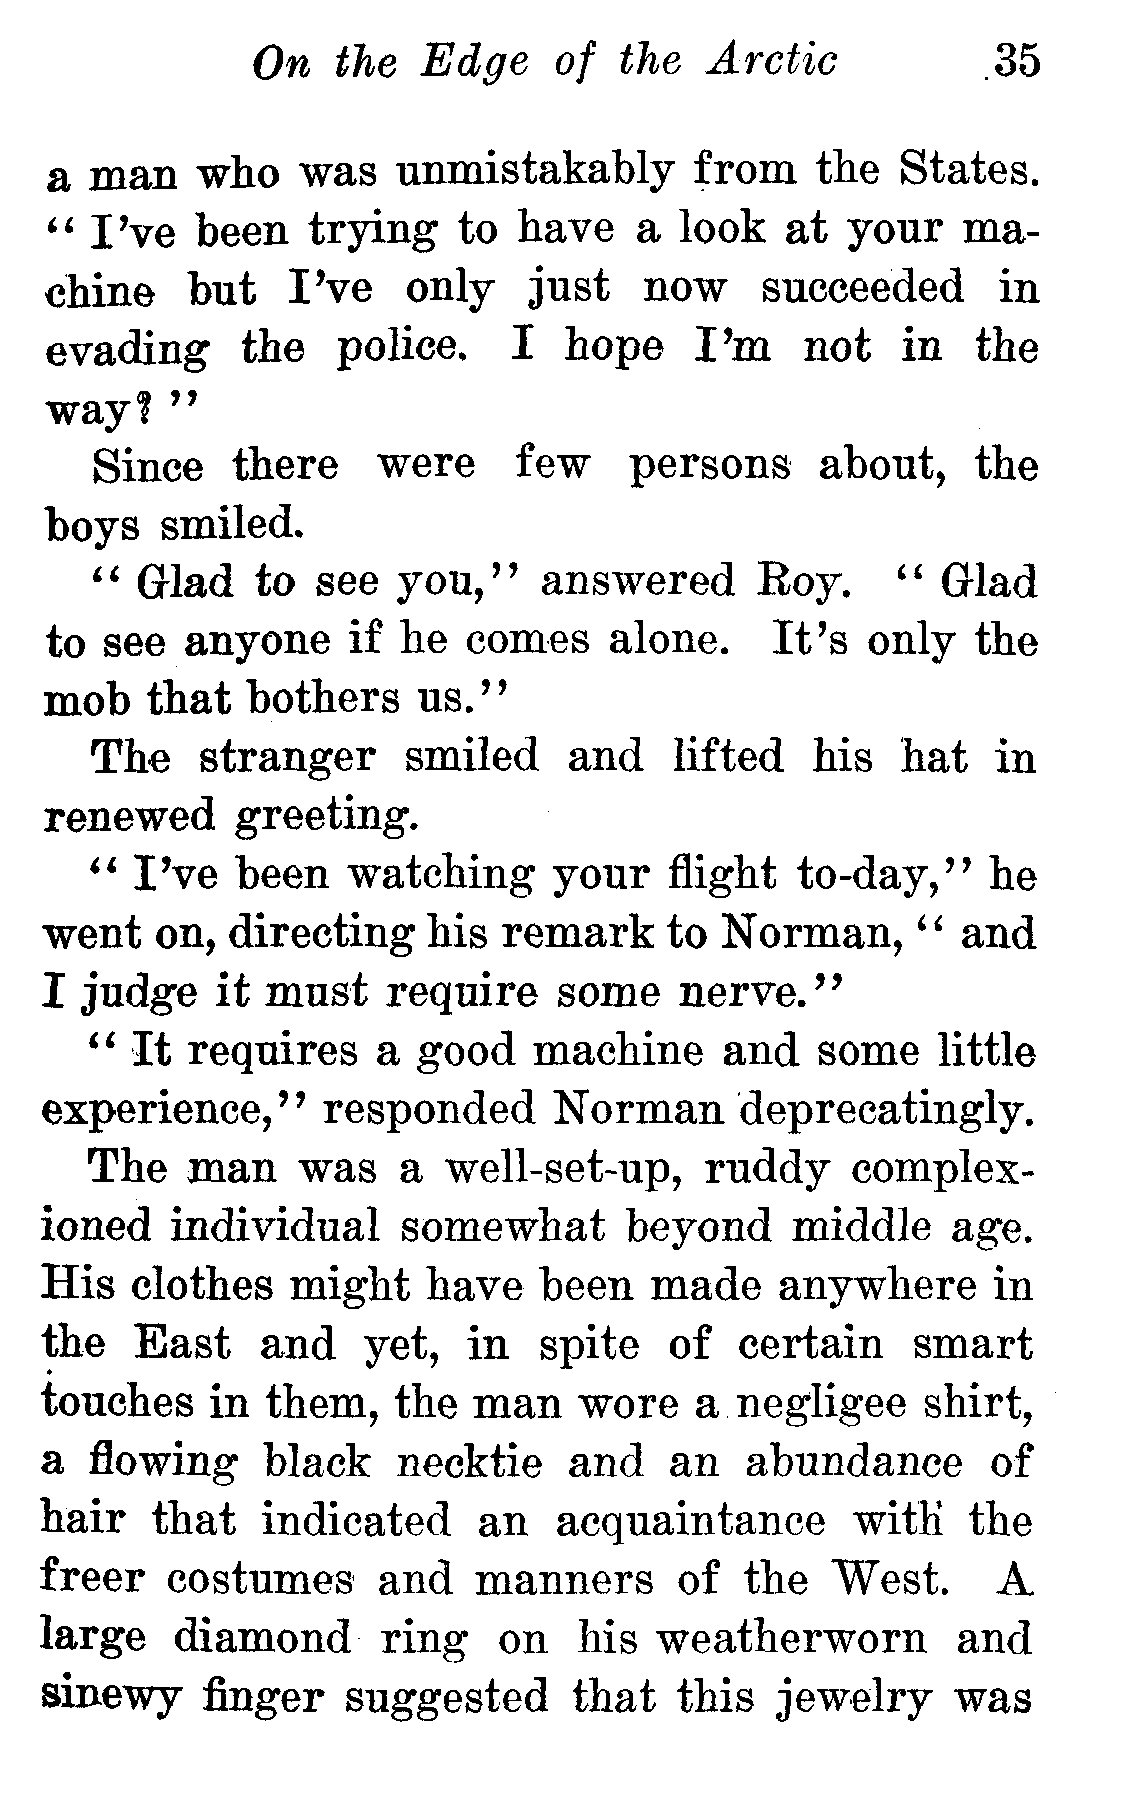 On the Edge of the Arctic 35
a man who was unmistakably from the States.
“ I’ve been trying to have a look at your ma-
chine but I’ve only just now succeeded in
evading the police. I hope I’m not in the
way? ”
Since there were few persons about, the
boys smiled.
“ Glad to see you,” answered Roy. “ Glad
to see anyone if he comes alone. It’s only the
mob that bothers us.”
The stranger smiled and lifted his hat in
renewed greeting.
“ I’ve been watching your flight to-day,” he
went on, directing his remark to Norman, “ and
I judge it must require some nerve.”
“ It requires a good machine and some little
experience,” responded Norman deprecatingly.
The man was a well-set-up, ruddy complex-
ioned individual somewhat beyond middle age.
His clothes might have been made anywhere in
the East and yet, in spite of certain smart
touches in them, the man wore a negligee shirt,
a flowing black necktie and an abundance of
hair that indicated an acquaintance with the
freer costumes and manners of the West. A
large diamond ring on his weatherworn and
sinewy finger suggested that this jewelry was